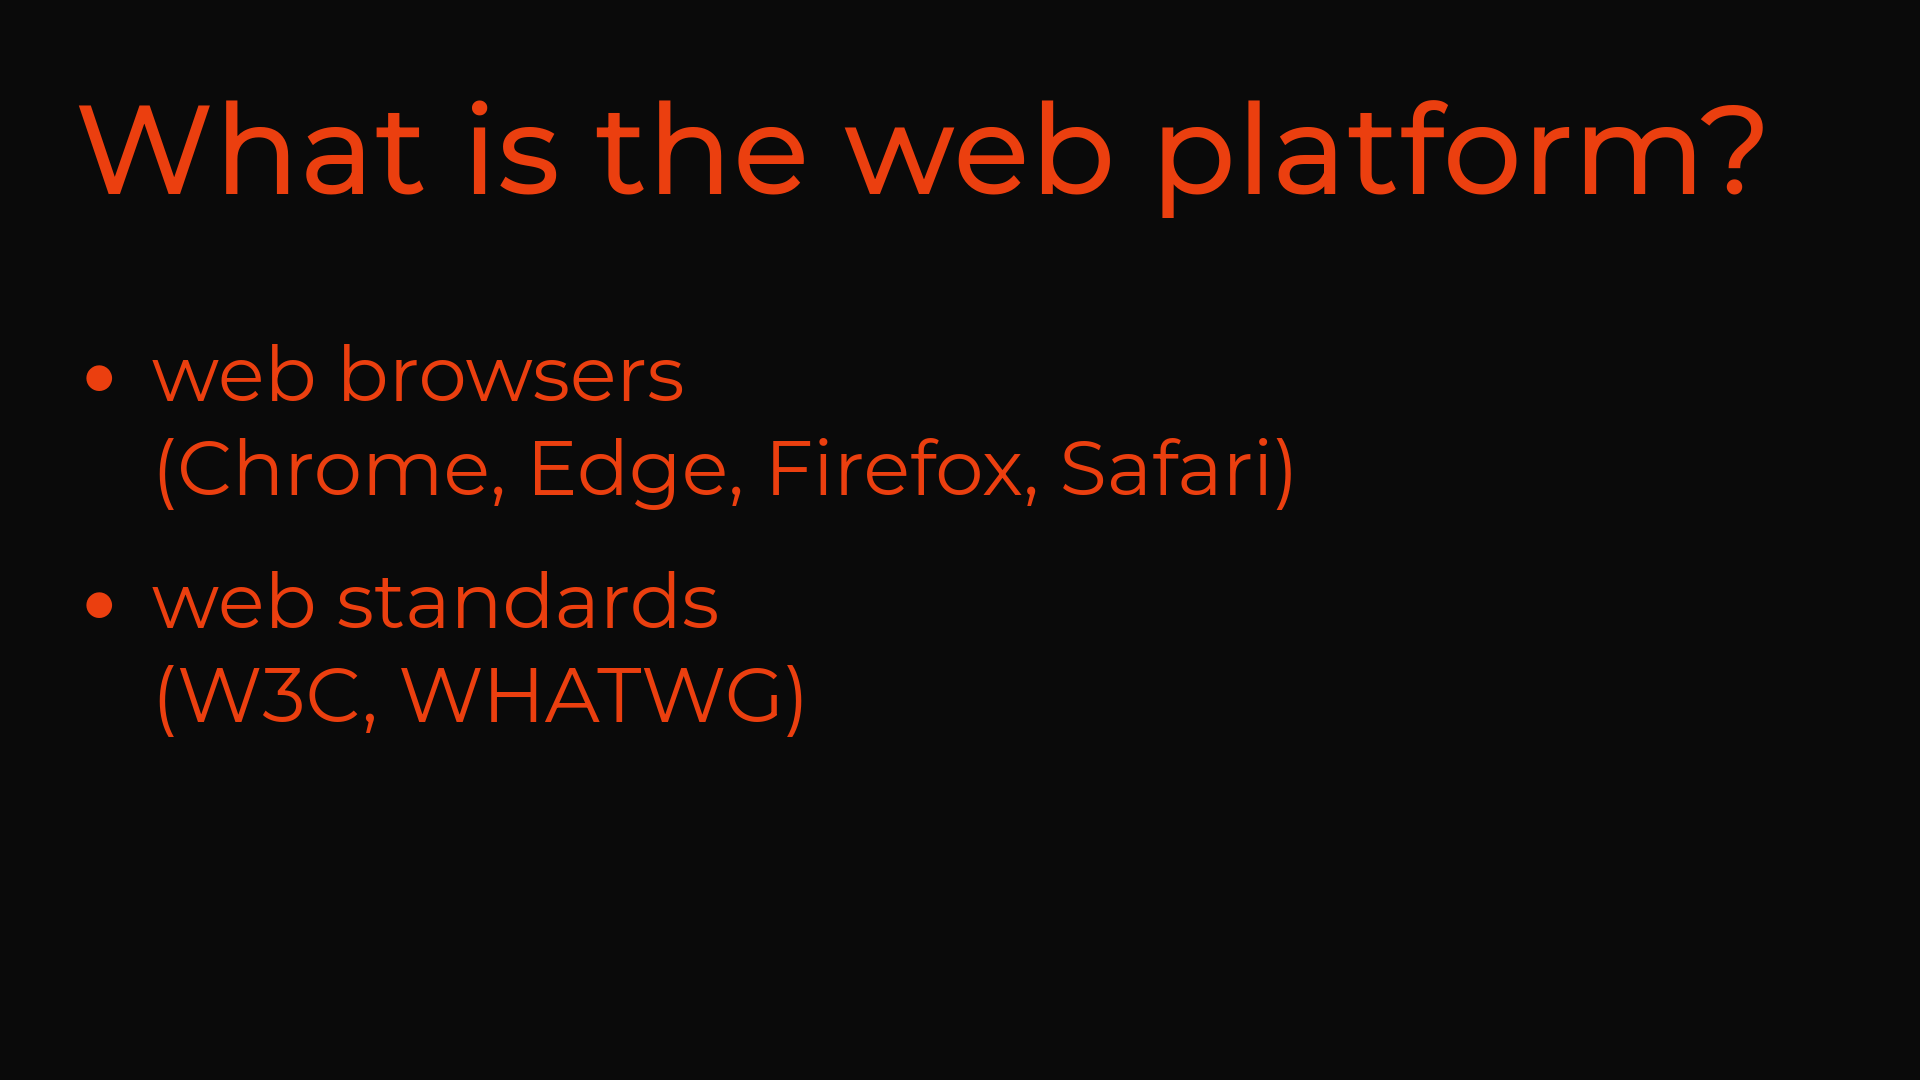 What is the web platform?
• web browsers
(Chrome, Edge, Firefox, Safari)
• web standards
(W3C, WHATWG)